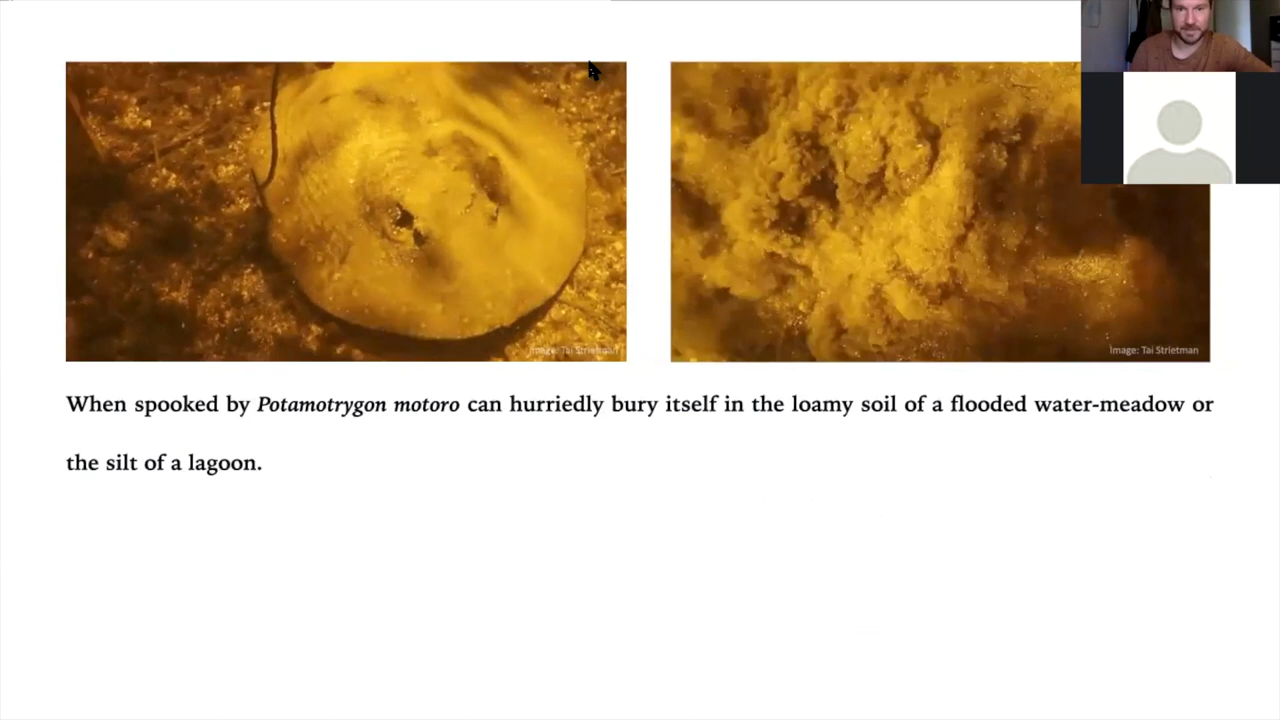 Image: Tai Strietman
Image: Tai Strietman
When spooked by Potamotrygon motoro can hurriedly bury itself in the loamy soil of a flooded water-meadow or
the silt of a lagoon.